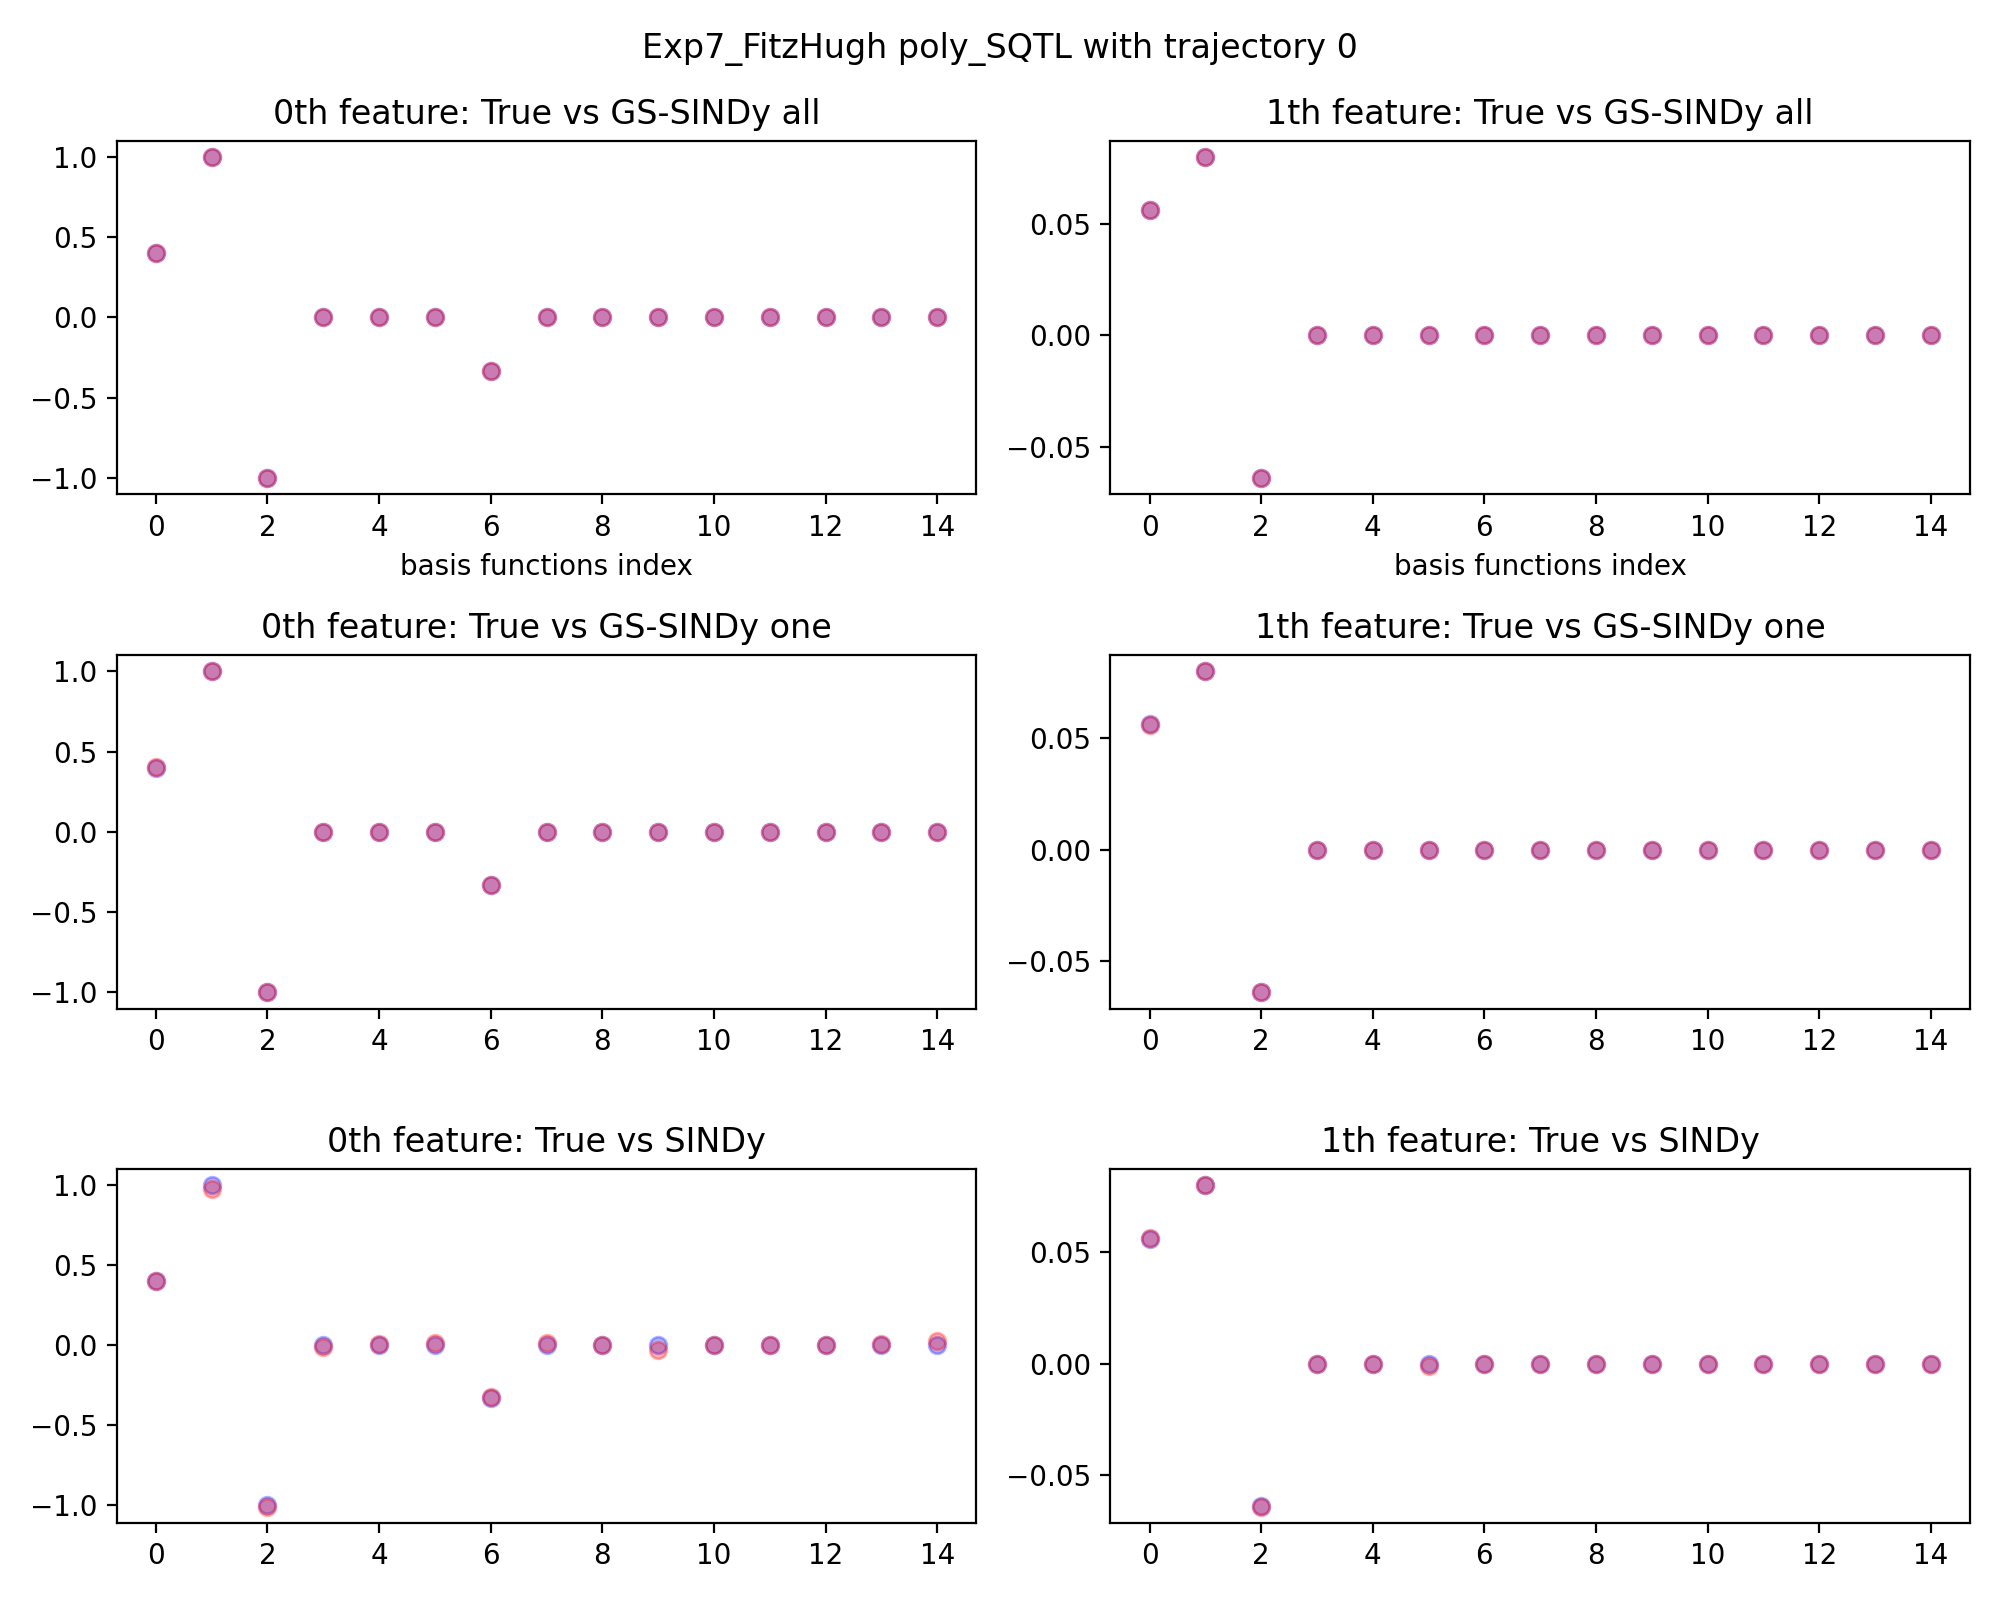 Exp7_FitzHugh poly_SQTL with trajectory 0
0th feature: True vs GS-SINDy all
1.0
0.5
0.0
−0.5
−1.0
0 2 4 6 8 10 12 14
basis functions index
1th feature: True vs GS-SINDy all
0.05
0.00
−0.05
0 2 4 6 8 10 12 14
basis functions index
0th feature: True vs GS-SINDy one
1.0
0.5
0.0
−0.5
−1.0
0 2 4 6 8 10 12 14
1th feature: True vs GS-SINDy one
0.05
0.00
−0.05
0 2 4 6 8 10 12 14
0th feature: True vs SINDy
1.0
0.5
0.0
−0.5
−1.0
0 2 4 6 8 10 12 14
1th feature: True vs SINDy
0.05
0.00
−0.05
0 2 4 6 8 10 12 14